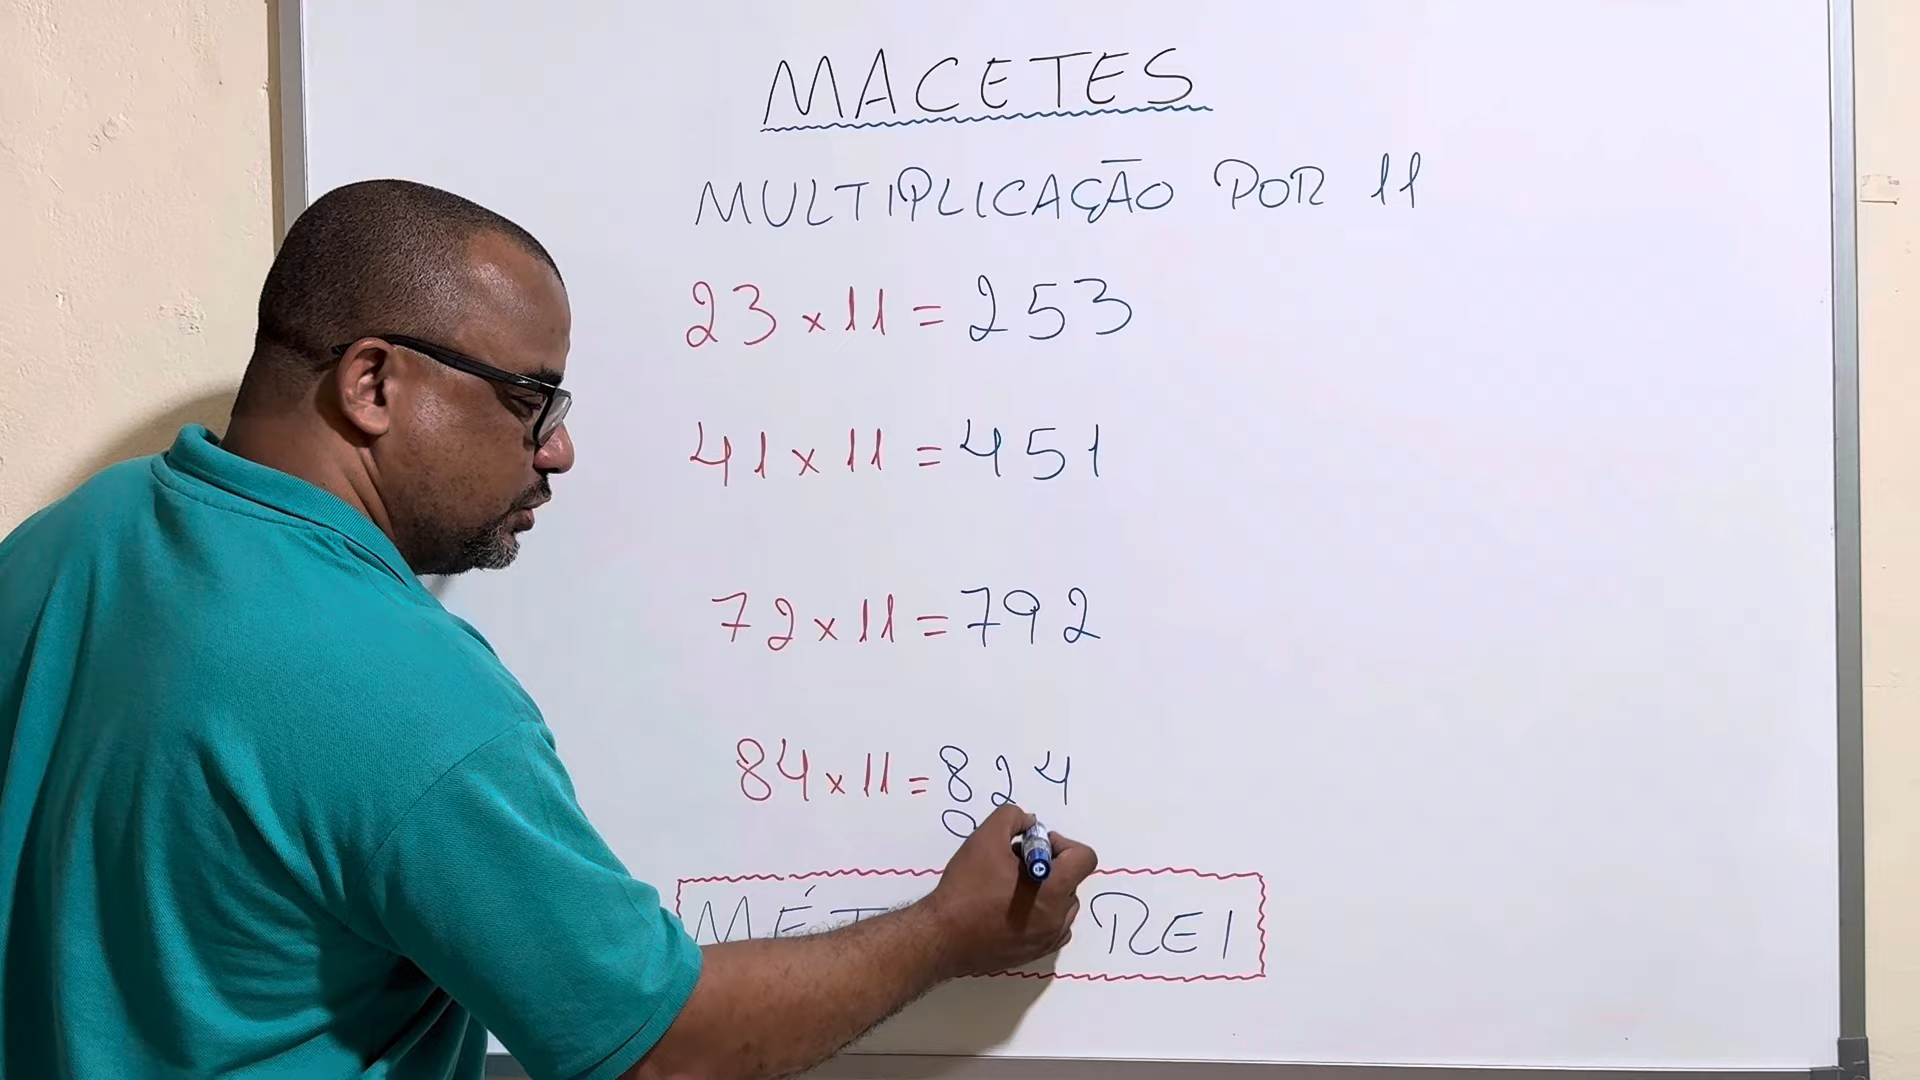 MACETES
MULTIPLICAÇÃO POR 11
23 x 11 = 253
41 x 11 = 451
72 x 11 = 792
84 x 11 = 824
REI